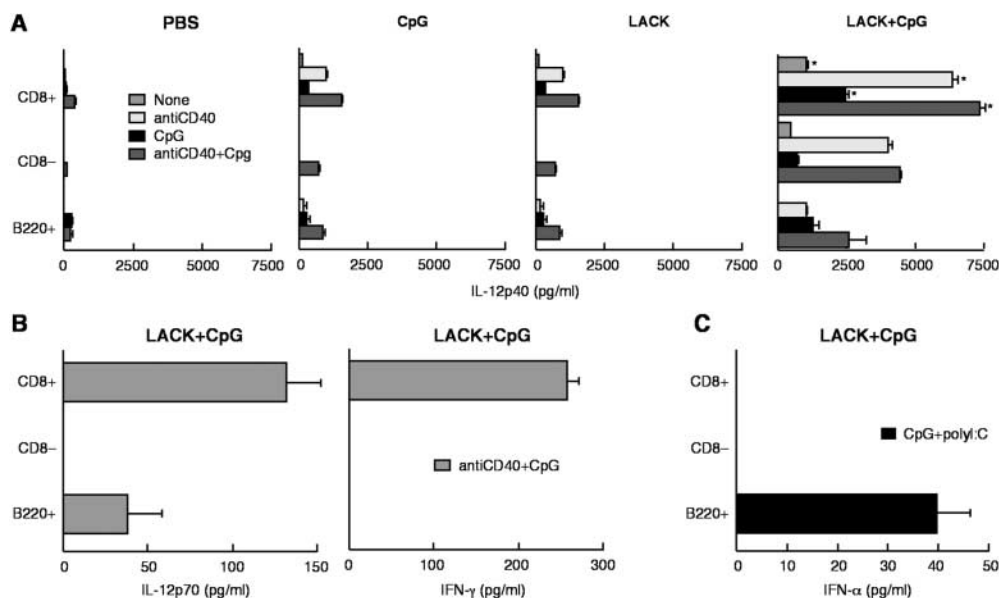 A
PBS
CpG
LACK
LACK+CpG
CD8+
CD8–
B220+
None
antiCD40
CpG
antiCD40+Cpg
*
*
*
*
0 2500 5000 7500
0 2500 5000 7500
0 2500 5000 7500
0 2500 5000 7500
IL-12p40 (pg/ml)
B
LACK+CpG
CD8+
CD8–
B220+
0 50 100 150
IL-12p70 (pg/ml)
LACK+CpG
antiCD40+CpG
0 100 200 300
IFN-γ (pg/ml)
C
LACK+CpG
CD8+
CD8–
B220+
CpG+polyI:C
0 10 20 30 40 50
IFN-α (pg/ml)